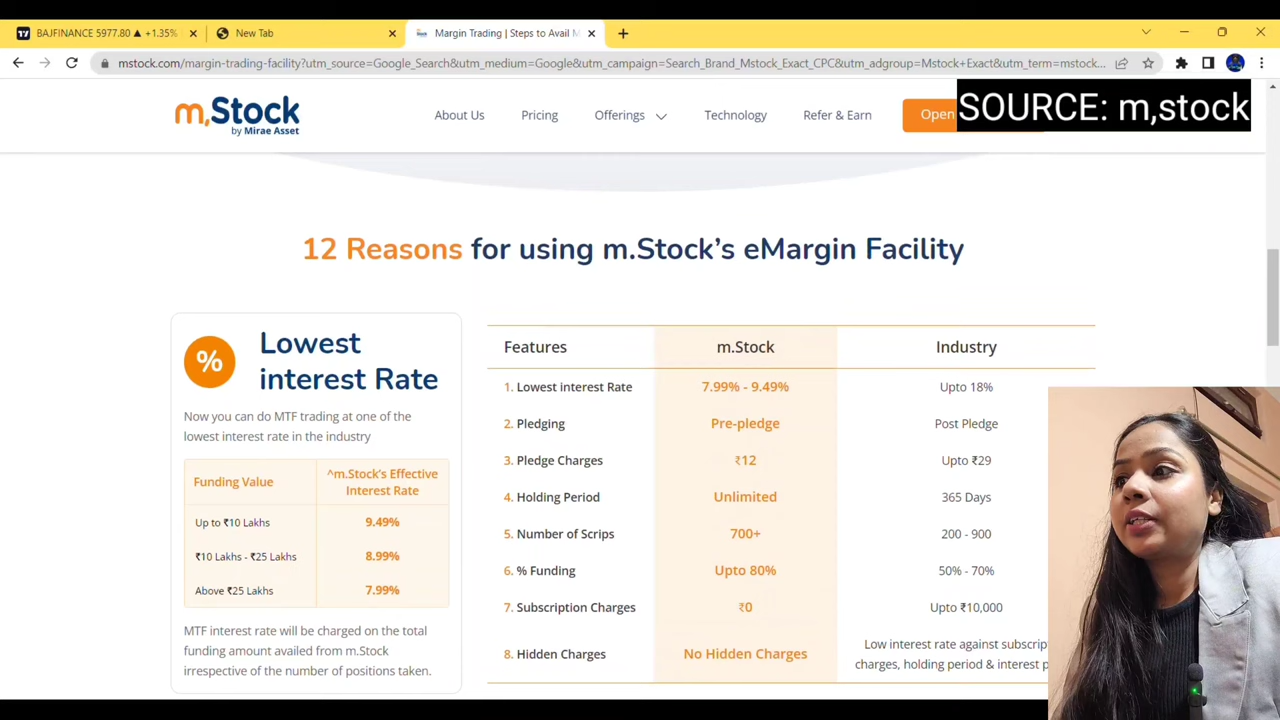 BAJFINANCE 5977.80 ▲ +1.35%
New Tab
Margin Trading | Steps to Avail M
mstock.com/margin-trading-facility?utm_source=Google_Search&utm_medium=Google&utm_campaign=Search_Brand_Mstock_Exact_CPC&utm_adgroup=Mstock+Exact&utm_term=mstock...
m.Stock
by Mirae Asset
About Us
Pricing
Offerings
Technology
Refer & Earn
Open
SOURCE: m,stock
12 Reasons for using m.Stock's eMargin Facility
%
Lowest
interest Rate
Now you can do MTF trading at one of the
lowest interest rate in the industry
Funding Value
^m.Stock's Effective
Interest Rate
Up to ₹10 Lakhs 9.49%
₹10 Lakhs - ₹25 Lakhs 8.99%
Above ₹25 Lakhs 7.99%
MTF interest rate will be charged on the total
funding amount availed from m.Stock
irrespective of the number of positions taken.
Features m.Stock Industry
1. Lowest interest Rate 7.99% - 9.49% Upto 18%
2. Pledging Pre-pledge Post Pledge
3. Pledge Charges ₹12 Upto ₹29
4. Holding Period Unlimited 365 Days
5. Number of Scrips 700+ 200 - 900
6. % Funding Upto 80% 50% - 70%
7. Subscription Charges ₹0 Upto ₹10,000
8. Hidden Charges No Hidden Charges
Low interest rate against subscrip
charges, holding period & interest p